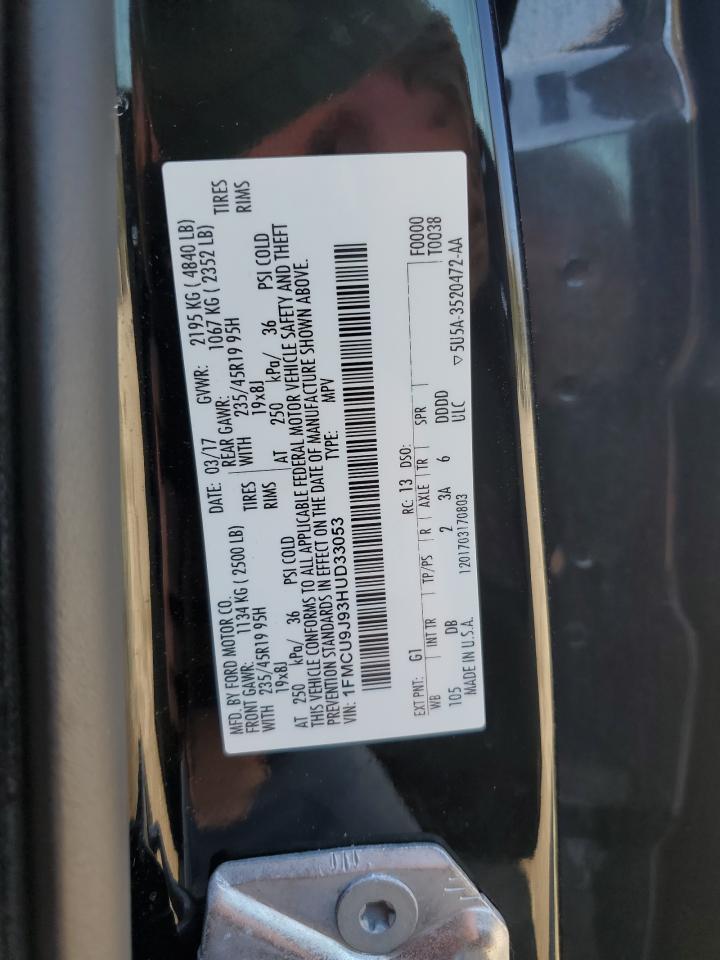 MFD. BY FORD MOTOR CO. DATE: 03/17 GVWR: 2195 KG ( 4840 LB)
FRONT GAWR: 1134 KG ( 2500 LB) REAR GAWR: 1067 KG ( 2352 LB)
WITH 235/45R19 95H TIRES WITH 235/45R19 95H TIRES
19x8J RIMS 19x8J RIMS
AT 250 kPa/ 36 PSI COLD AT 250 kPa/ 36 PSI COLD
THIS VEHICLE CONFORMS TO ALL APPLICABLE FEDERAL MOTOR VEHICLE SAFETY AND THEFT
PREVENTION STANDARDS IN EFFECT ON THE DATE OF MANUFACTURE SHOWN ABOVE.
VIN: 1FMCU9J93HUD33053 TYPE: MPV
EXT PNT: G1 RC: 13 DSO: F0000
WB INT TR TP/PS R AXLE TR SPR T0038
105 DB 2 3A 6 DDDD
MADE IN U.S.A. 1201703170803 ULC
▽5U5A-3520472-AA